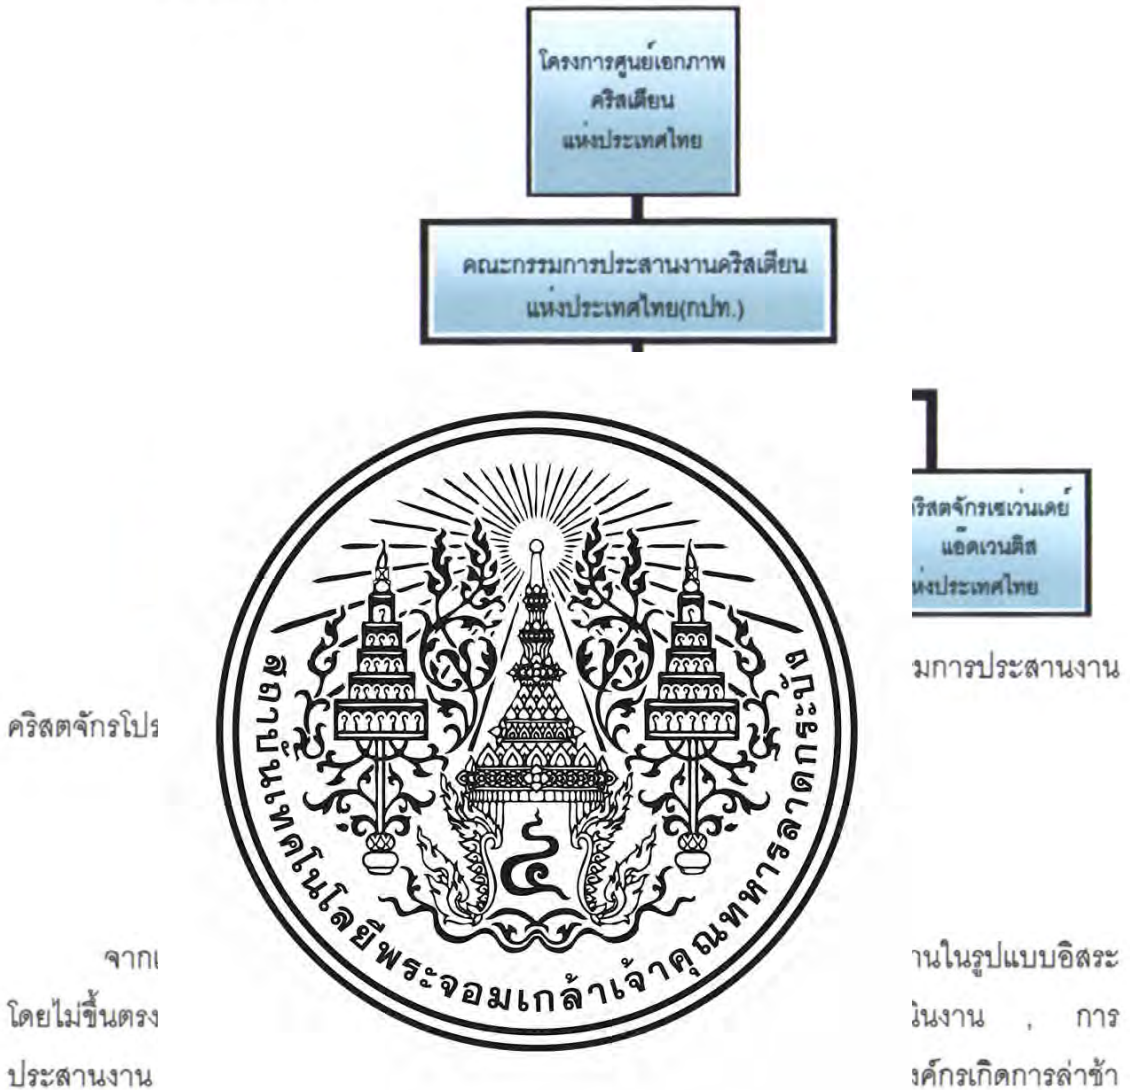 โครงการศูนย์เอกภาพ
คริสเตียน
แห่งประเทศไทย
คณะกรรมการประสานงานคริสเตียน
แห่งประเทศไทย(กปท.)
ริสตจักรเซเว่นเดย์
แอ๊ดเวนติส
ห่งประเทศไทย
สถาบันเทคโนโลยีพระจอมเกล้าเจ้าคุณทหารลาดกระบัง
มการประสานงาน
คริสตจักรโปร
จาก านในรูปแบบอิสระ
โดยไม่ขึ้นตรง นินงาน , การ
ประสานงาน งค์กรเกิดการล่าช้า